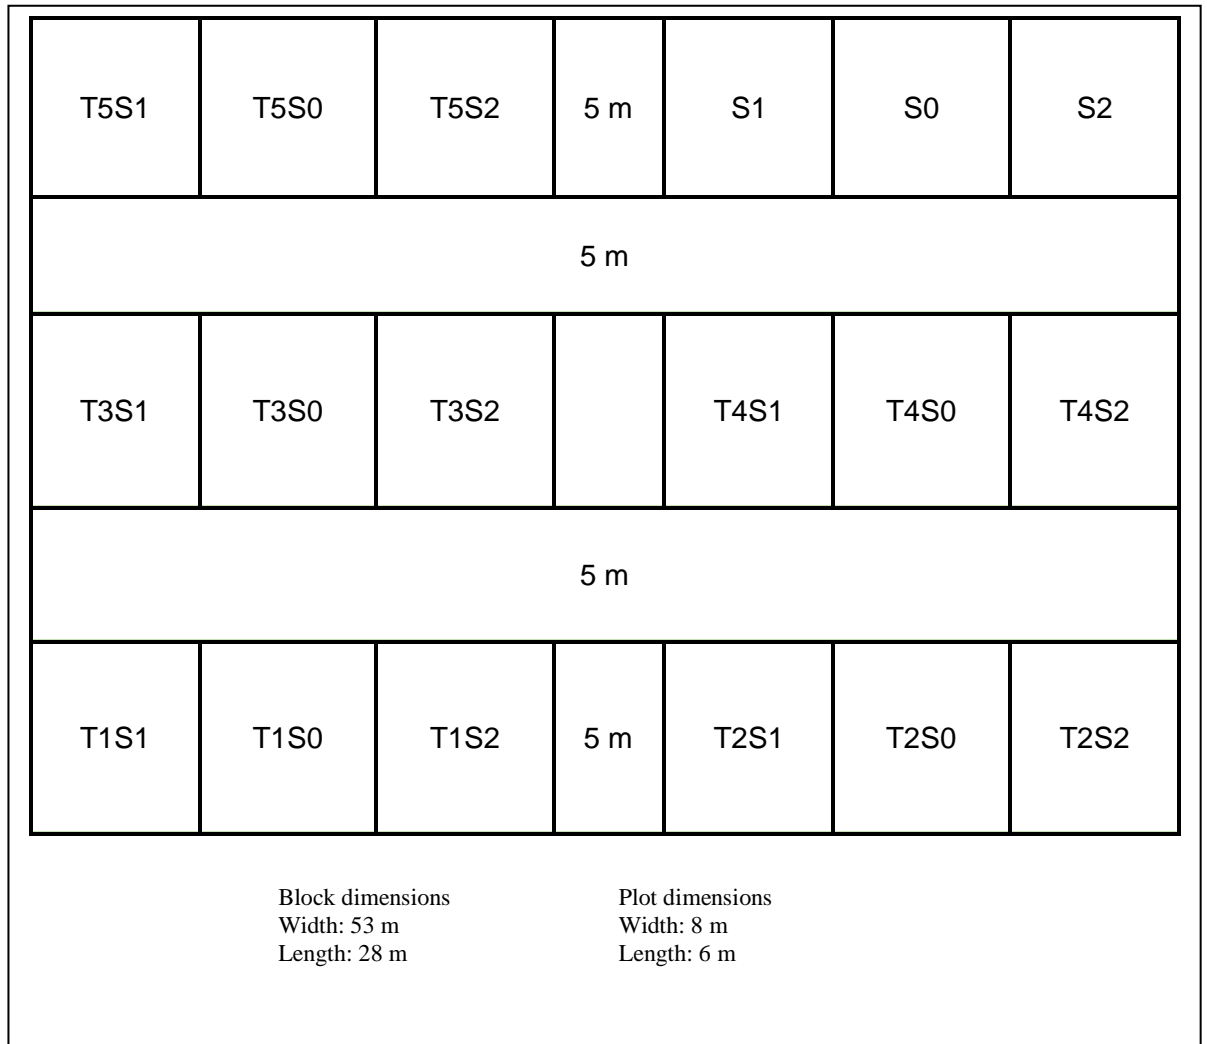 T5S1 T5S0 T5S2 5 m S1 S0 S2
5 m
T3S1 T3S0 T3S2 T4S1 T4S0 T4S2
5 m
T1S1 T1S0 T1S2 5 m T2S1 T2S0 T2S2
Block dimensions
Width: 53 m
Length: 28 m
Plot dimensions
Width: 8 m
Length: 6 m